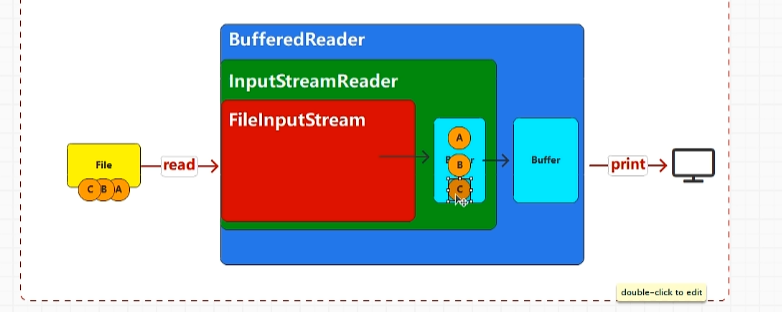 BufferedReader
InputStreamReader
FileInputStream
File
C B A
read
A
B
C
Buffer
print
double-click to edit